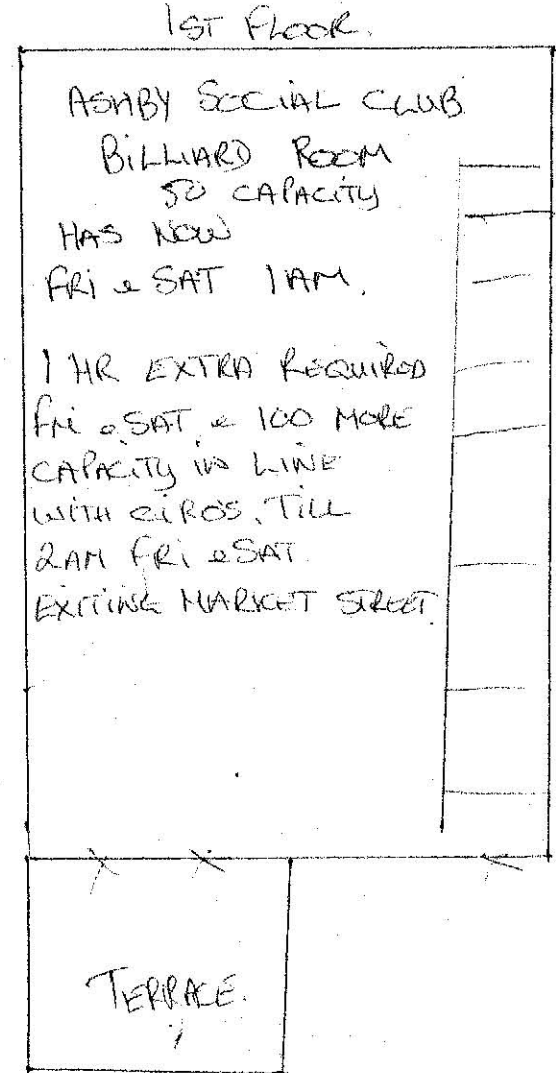 1ST FLOOR.
ASHBY SOCIAL CLUB
BILLIARD ROOM
50 CAPACITY
HAS NOW
FRI & SAT 1AM.
1 HR EXTRA REQUIRED
FRI & SAT & 100 MORE
CAPACITY IN LINE
WITH CIROS, TILL
2AM FRI & SAT
EXITING MARKET STREET.
TERRACE.